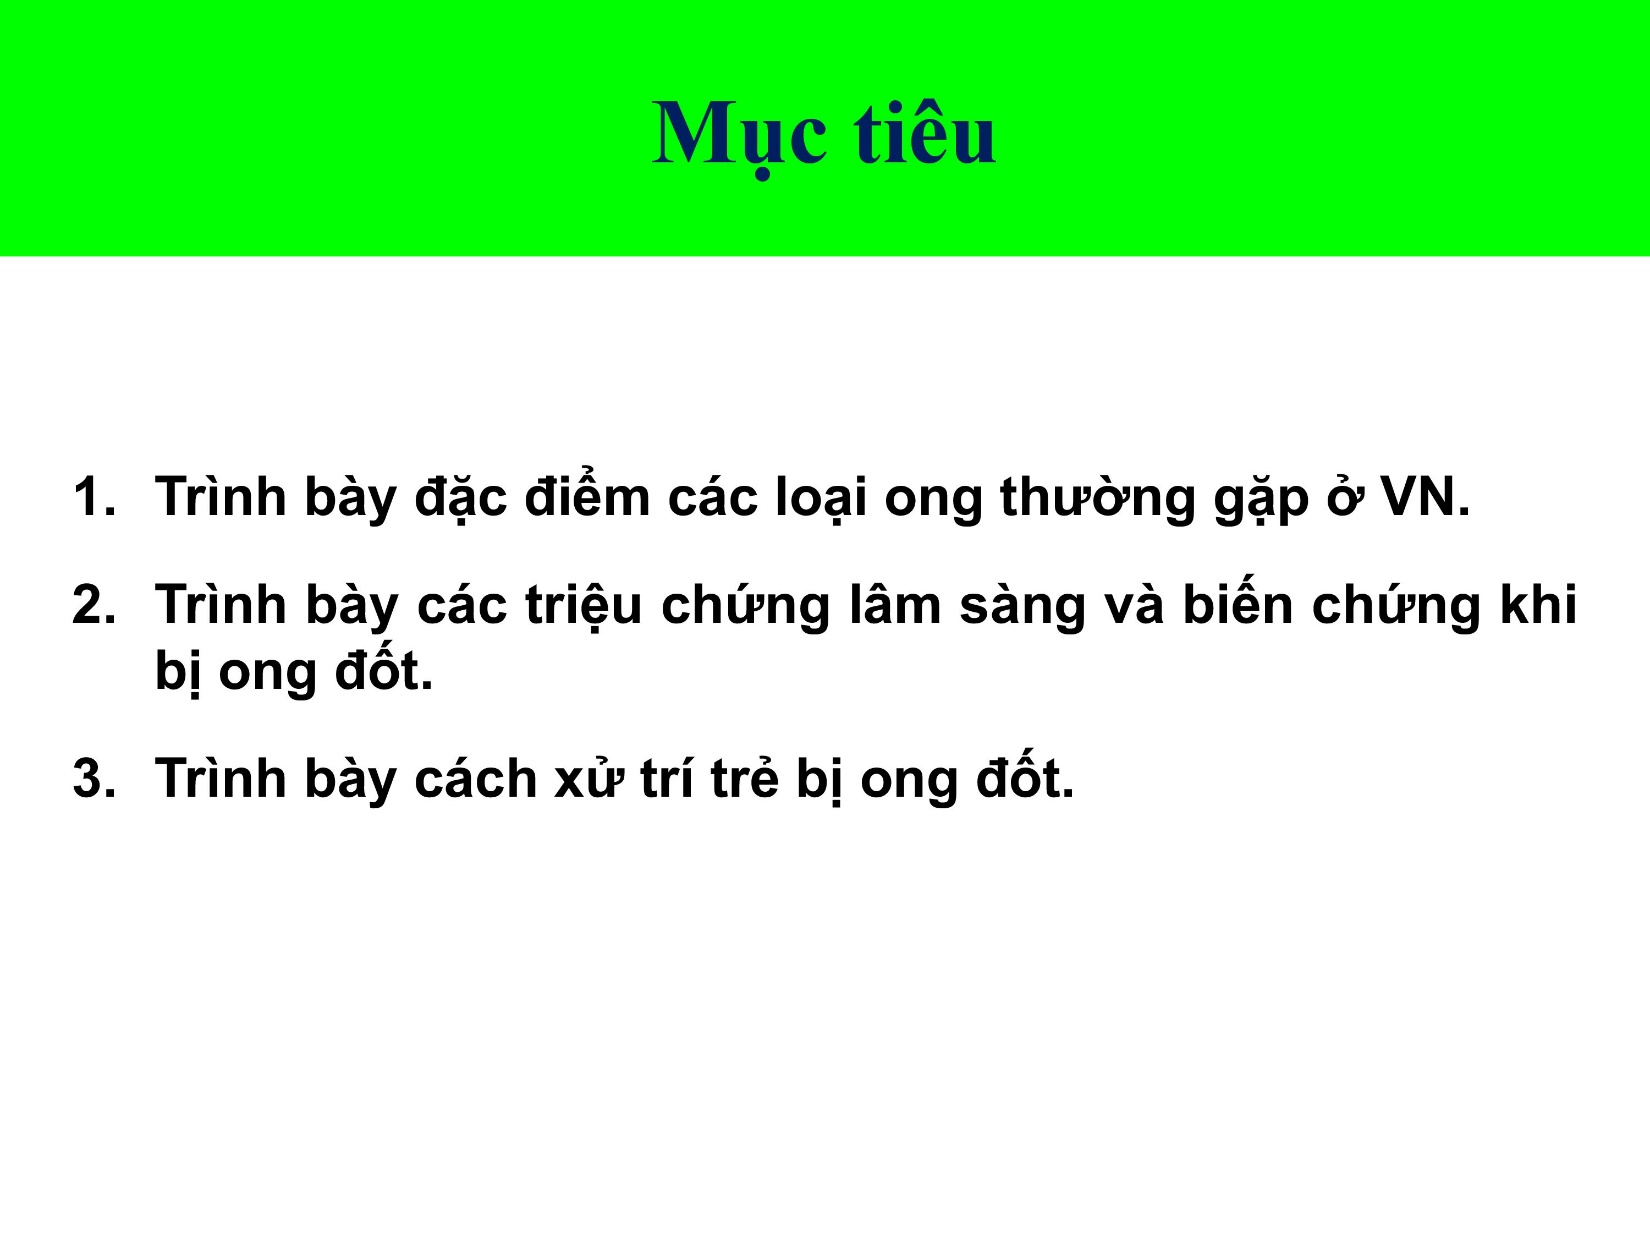 Mục tiêu
1. Trình bày đặc điểm các loại ong thường gặp ở VN.
2. Trình bày các triệu chứng lâm sàng và biến chứng khi
bị ong đốt.
3. Trình bày cách xử trí trẻ bị ong đốt.